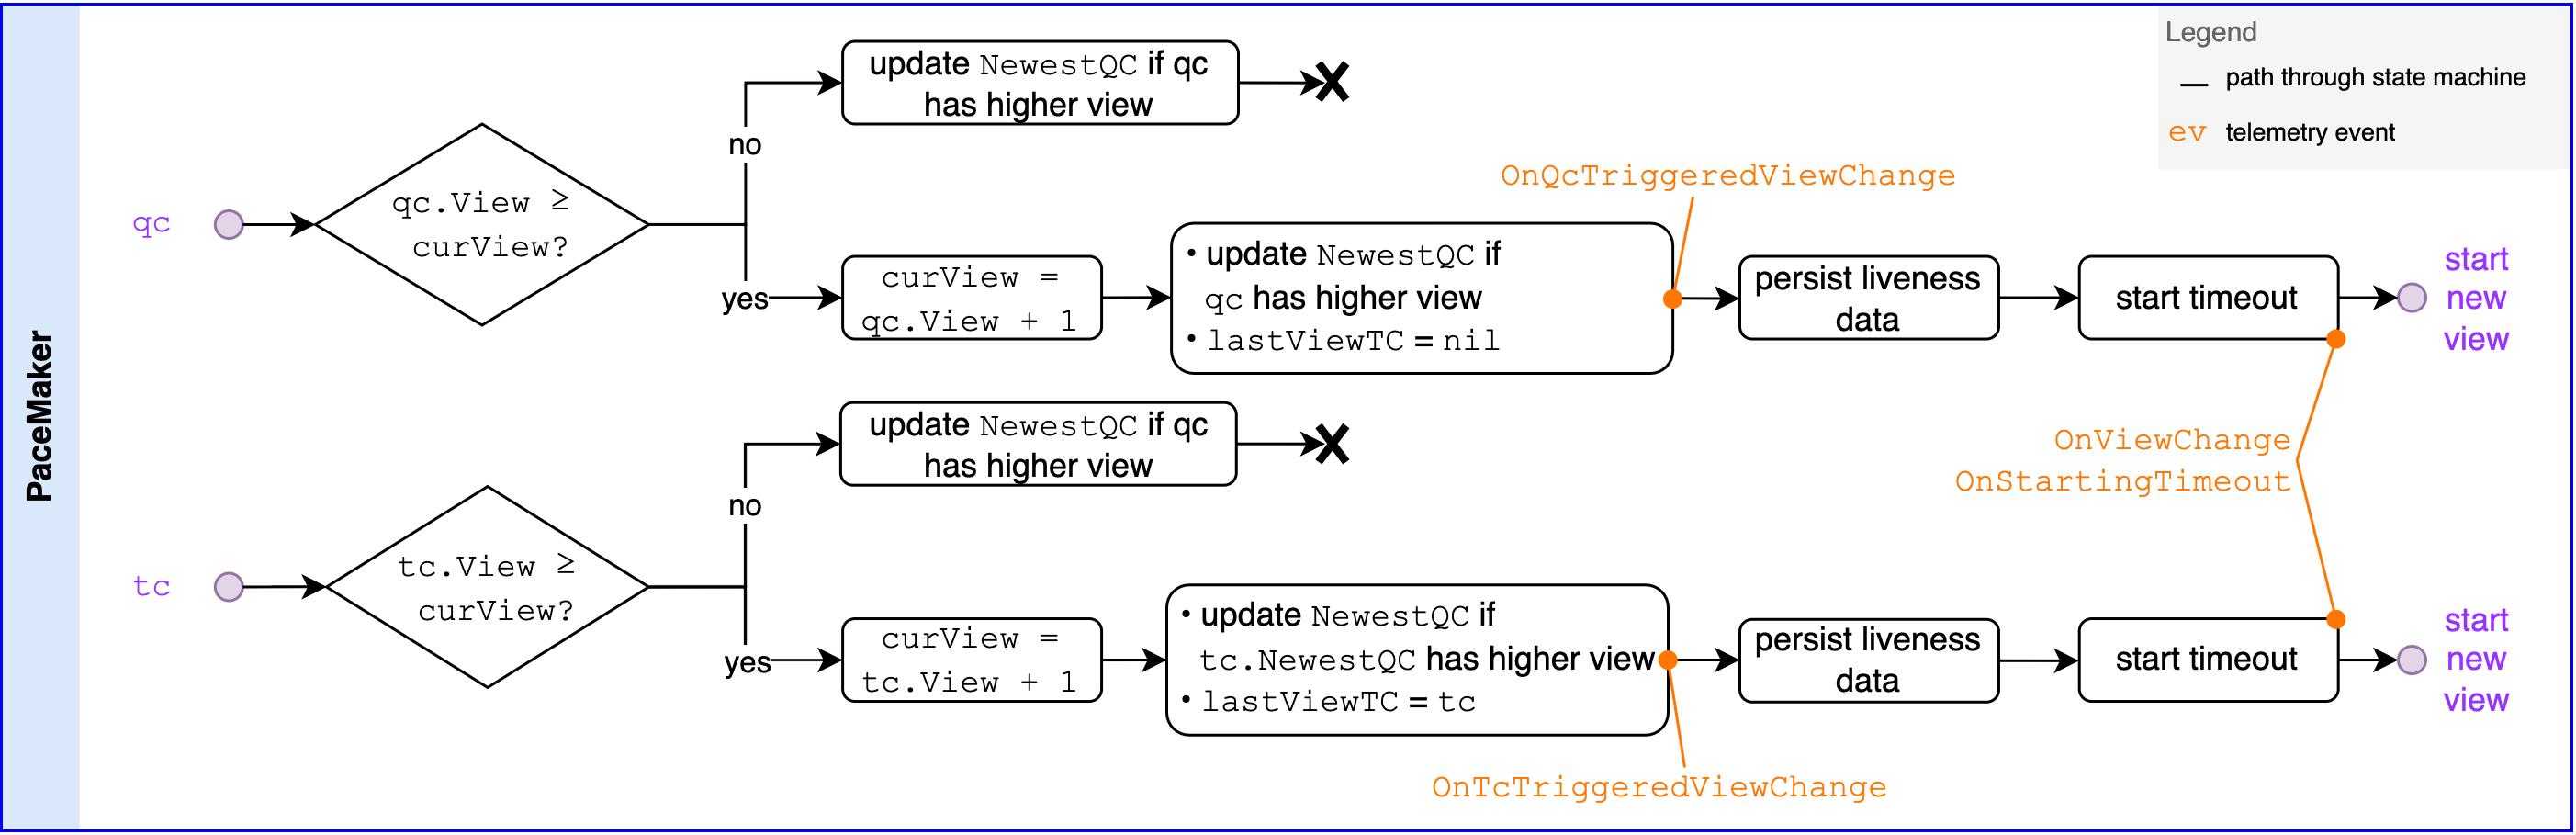 PaceMaker
Legend
path through state machine
ev telemetry event
qc
qc.View ≥
curView?
no
update NewestQC if qc
has higher view
yes
curView =
qc.View + 1
• update NewestQC if
qc has higher view
• lastViewTC = nil
OnQcTriggeredViewChange
persist liveness
data
start timeout
start
new
view
OnViewChange
OnStartingTimeout
tc
tc.View ≥
curView?
no
update NewestQC if qc
has higher view
yes
curView =
tc.View + 1
• update NewestQC if
tc.NewestQC has higher view
• lastViewTC = tc
OnTcTriggeredViewChange
persist liveness
data
start timeout
start
new
view